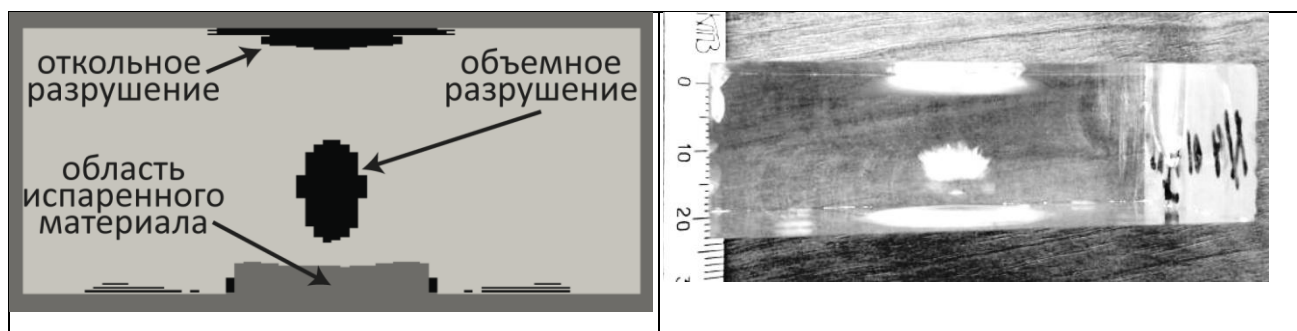 откольное
разрушение
объемное
разрушение
область
испаренного
материала
0
10
20